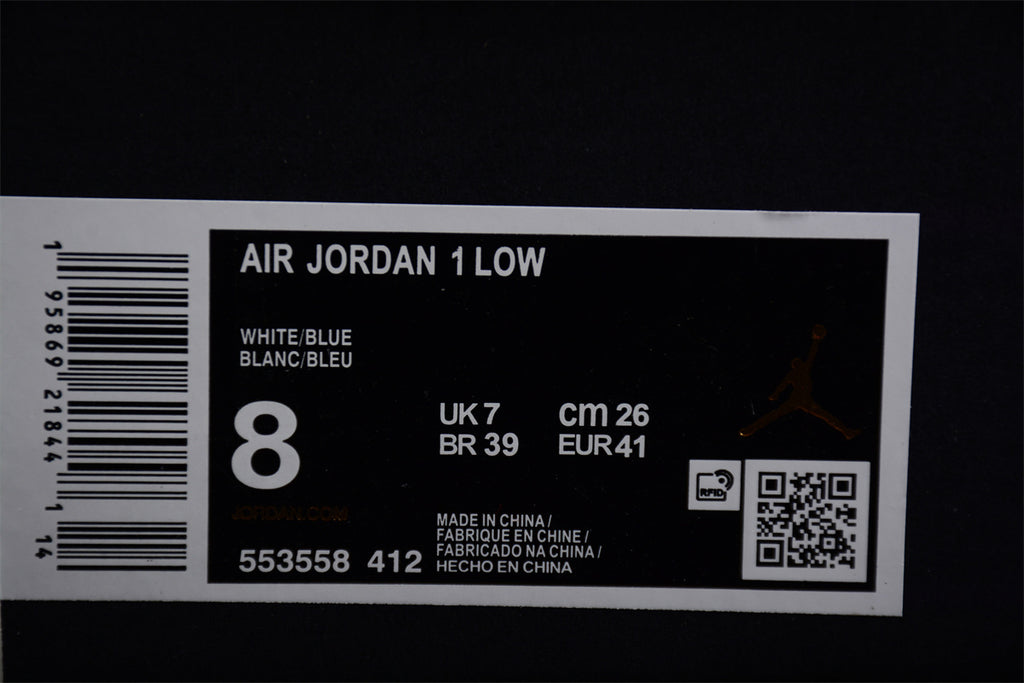 1 95869 21844 1 14
AIR JORDAN 1 LOW
WHITE/BLUE
BLANC/BLEU
8
UK 7 cm 26
BR 39 EUR 41
RFID
JORDAN.COM
553558 412
MADE IN CHINA /
FABRIQUE EN CHINE /
FABRICADO NA CHINA /
HECHO EN CHINA